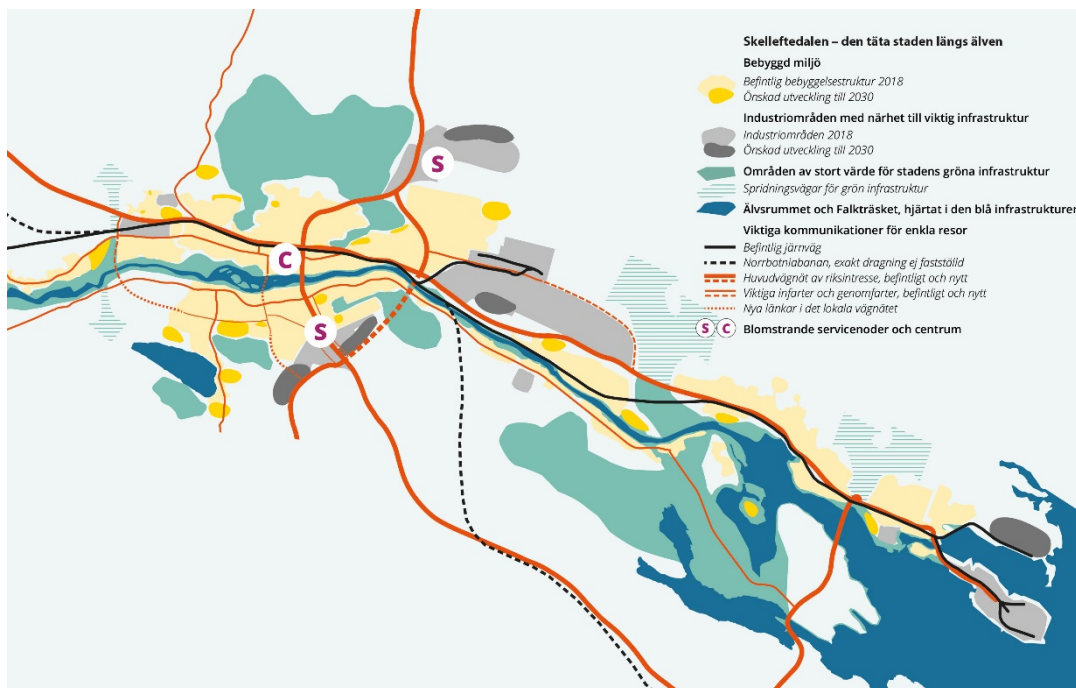 Skelleftedalen – den täta staden längs älven
Bebyggd miljö
Befintlig bebyggelsestruktur 2018
Önskad utveckling till 2030
Industriområden med närhet till viktig infrastruktur
Industriområden 2018
Önskad utveckling till 2030
Områden av stort värde för stadens gröna infrastruktur
Spridningsvägar för grön infrastruktur
Älvsrummet och Falkträsket, hjärtat i den blå infrastrukturen
Viktiga kommunikationer för enkla resor
Befintlig järnväg
Norrbotniabanan, exakt dragning ej fastställd
Huvudvägnät av riksintresse, befintligt och nytt
Viktiga infarter och genomfarter, befintligt och nytt
Nya länkar i det lokala vägnätet
S C Blomstrande servicenoder och centrum
S
C
S